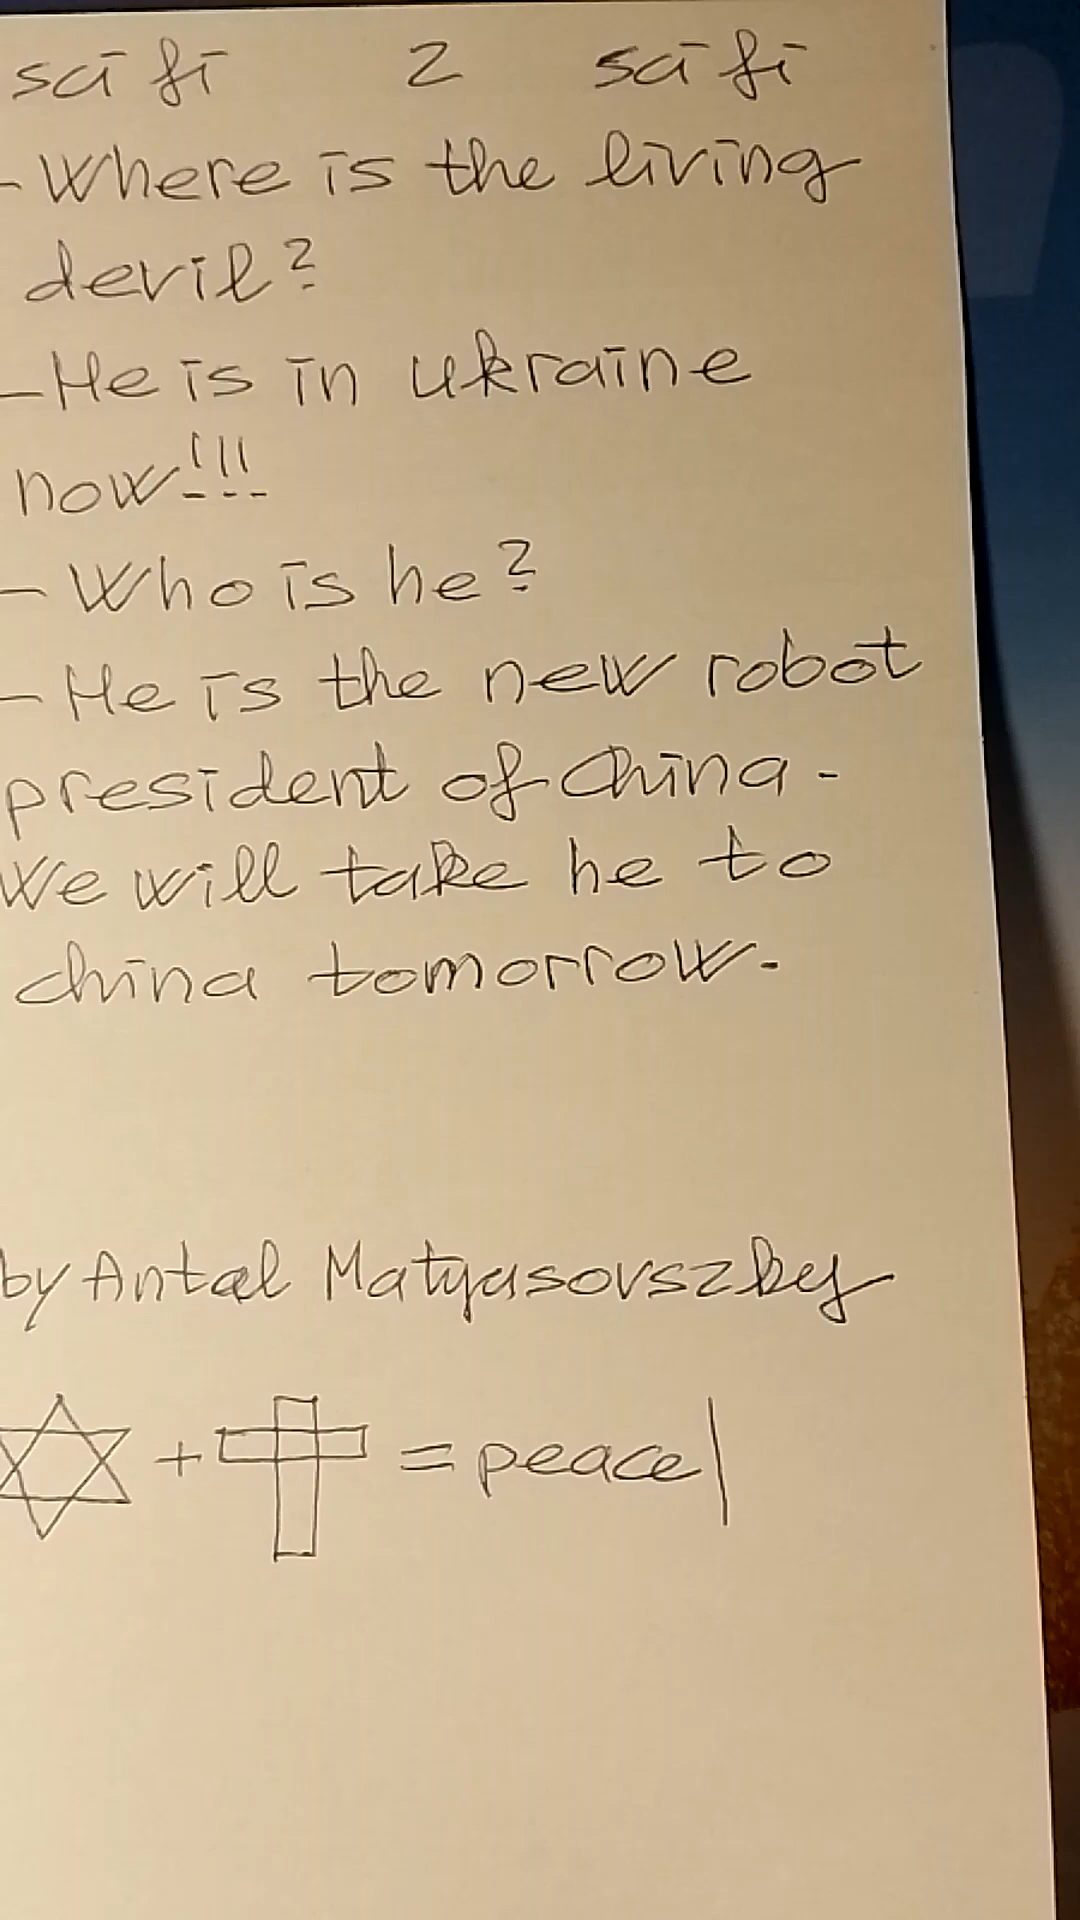 sci fi 2 sci fi
- Where is the living
devil?
- He is in ukraine
now!!!
- Who is he?
- He is the new robot
president of China-
We will take he to
china tomorrow-
by Antal Matyasovszky
✡ + ✝ = peace|